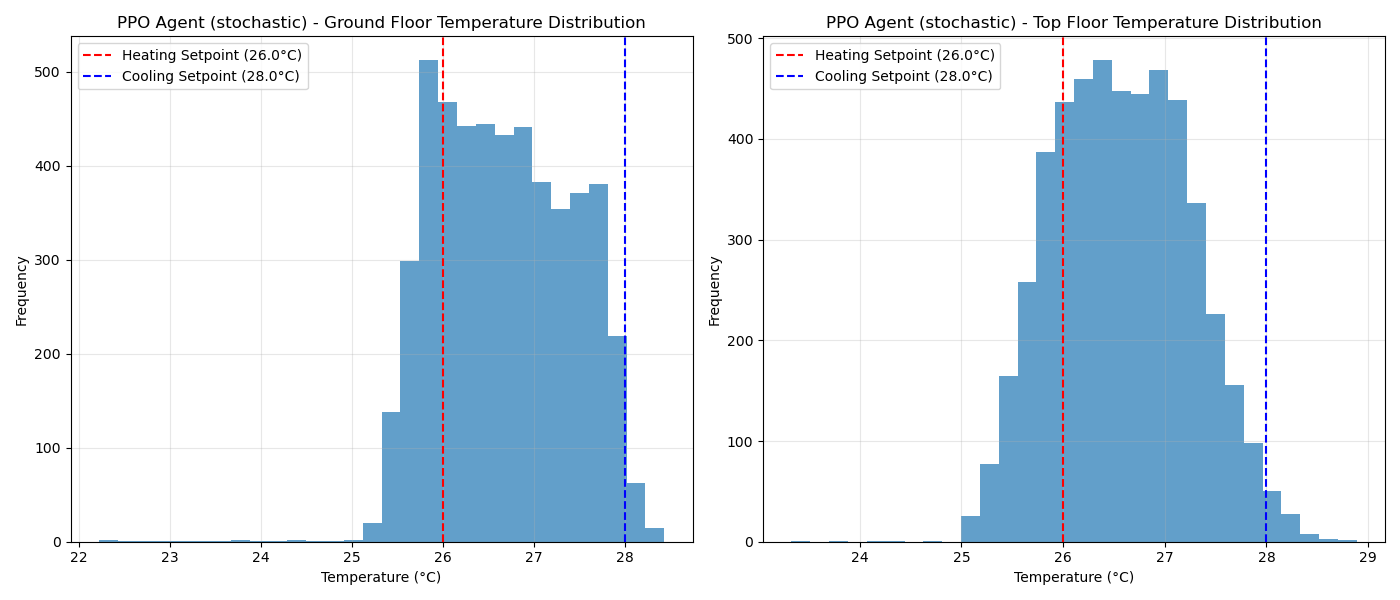 PPO Agent (stochastic) - Ground Floor Temperature Distribution
Heating Setpoint (26.0°C)
Cooling Setpoint (28.0°C)
Frequency
500
400
300
200
100
0
22 23 24 25 26 27 28
Temperature (°C)
PPO Agent (stochastic) - Top Floor Temperature Distribution
Heating Setpoint (26.0°C)
Cooling Setpoint (28.0°C)
Frequency
500
400
300
200
100
0
24 25 26 27 28 29
Temperature (°C)